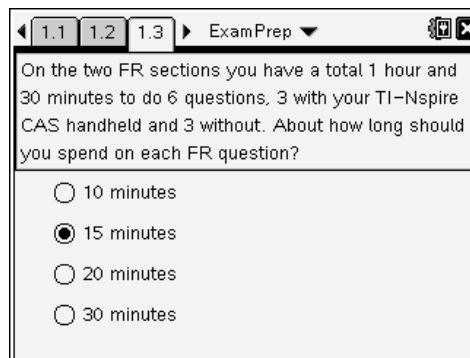 1.1 1.2 1.3 ExamPrep
On the two FR sections you have a total 1 hour and
30 minutes to do 6 questions, 3 with your TI-Nspire
CAS handheld and 3 without. About how long should
you spend on each FR question?
10 minutes
15 minutes
20 minutes
30 minutes